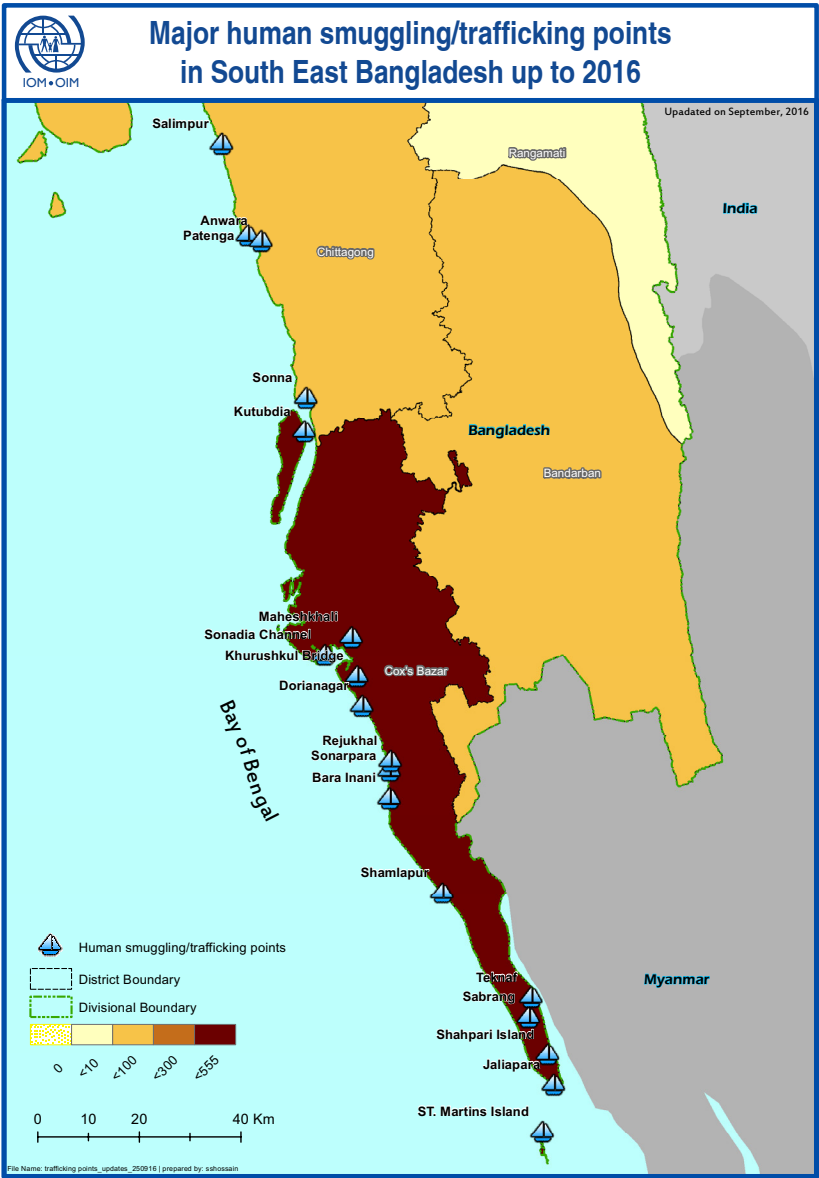 IOM•OIM
Major human smuggling/trafficking points
in South East Bangladesh up to 2016
Upadated on September, 2016
Salimpur
Rangamati
India
Anwara
Patenga
Chittagong
Sonna
Kutubdia
Bangladesh
Bandarban
Maheshkhali
Sonadia Channel
Khurushkul Bridge
Cox's Bazar
Dorianagar
Bay of Bengal
Rejukhal
Sonarpara
Bara Inani
Shamlapur
Teknaf
Sabrang
Myanmar
Shahpari Island
Jaliapara
ST. Martins Island
Human smuggling/trafficking points
District Boundary
Divisional Boundary
0 <10 <100 <300 <555
0 10 20 40 Km
File Name: trafficking points_updates_250916 | prepared by: sshossain